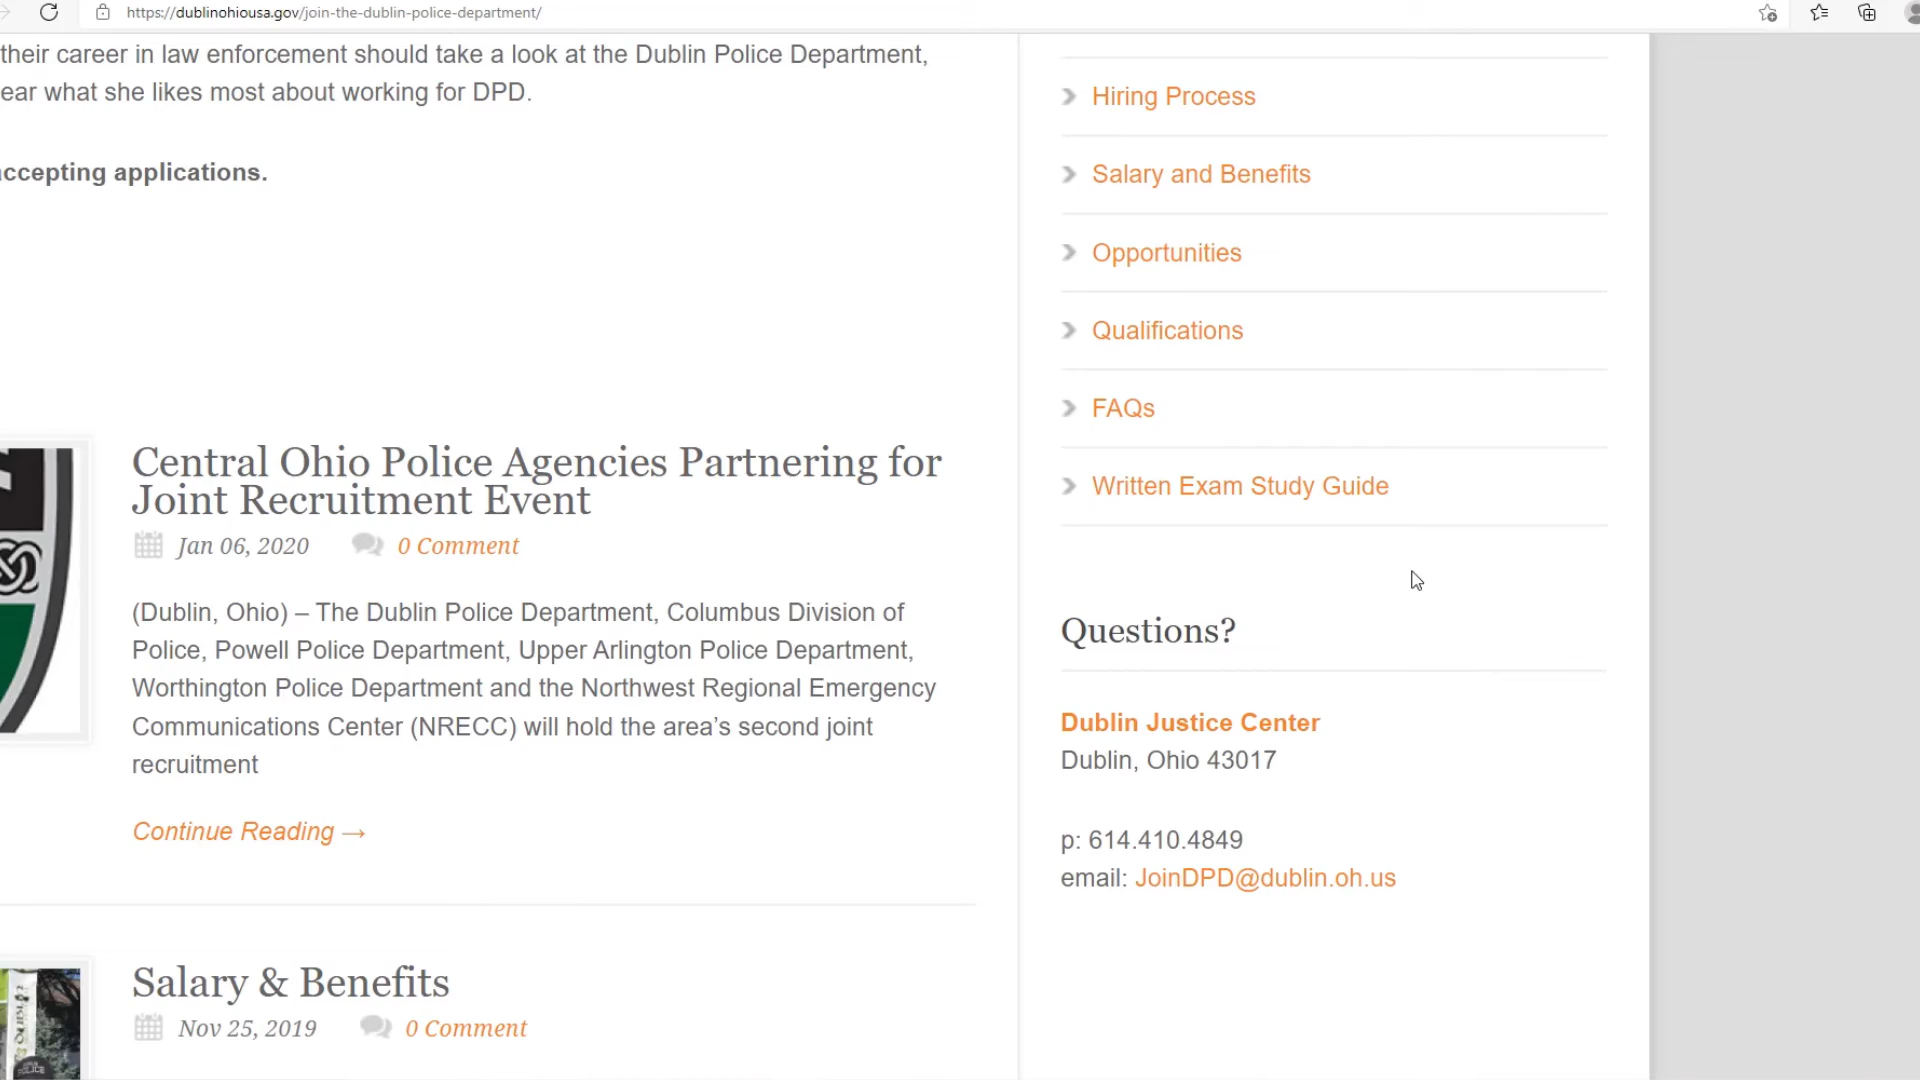 https://dublinohiousa.gov/join-the-dublin-police-department/
their career in law enforcement should take a look at the Dublin Police Department,
ear what she likes most about working for DPD.
accepting applications.
Central Ohio Police Agencies Partnering for
Joint Recruitment Event
Jan 06, 2020 0 Comment
(Dublin, Ohio) – The Dublin Police Department, Columbus Division of
Police, Powell Police Department, Upper Arlington Police Department,
Worthington Police Department and the Northwest Regional Emergency
Communications Center (NRECC) will hold the area’s second joint
recruitment
Continue Reading →
Salary & Benefits
Nov 25, 2019 0 Comment
Hiring Process
Salary and Benefits
Opportunities
Qualifications
FAQs
Written Exam Study Guide
Questions?
Dublin Justice Center
Dublin, Ohio 43017
p: 614.410.4849
email: JoinDPD@dublin.oh.us